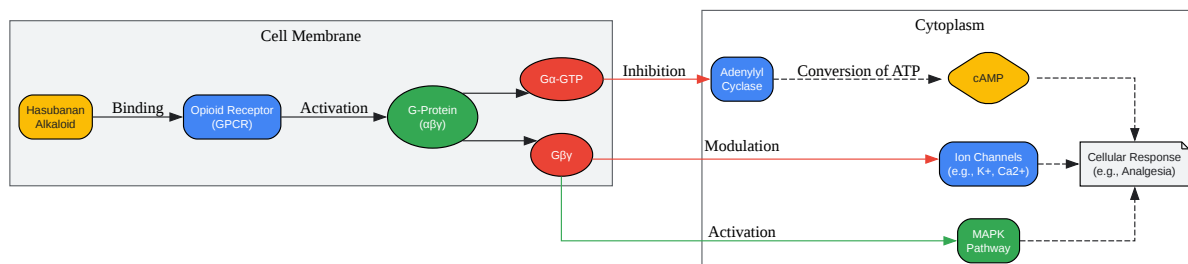 Cell Membrane
Cytoplasm
Hasubanan
Alkaloid
Binding
Opioid Receptor
(GPCR)
Activation
G-Protein
(αβγ)
Gα-GTP
Inhibition
Adenylyl
Cyclase
Conversion of ATP
cAMP
Gβγ
Modulation
Ion Channels
(e.g., K+, Ca2+)
Cellular Response
(e.g., Analgesia)
Activation
MAPK
Pathway